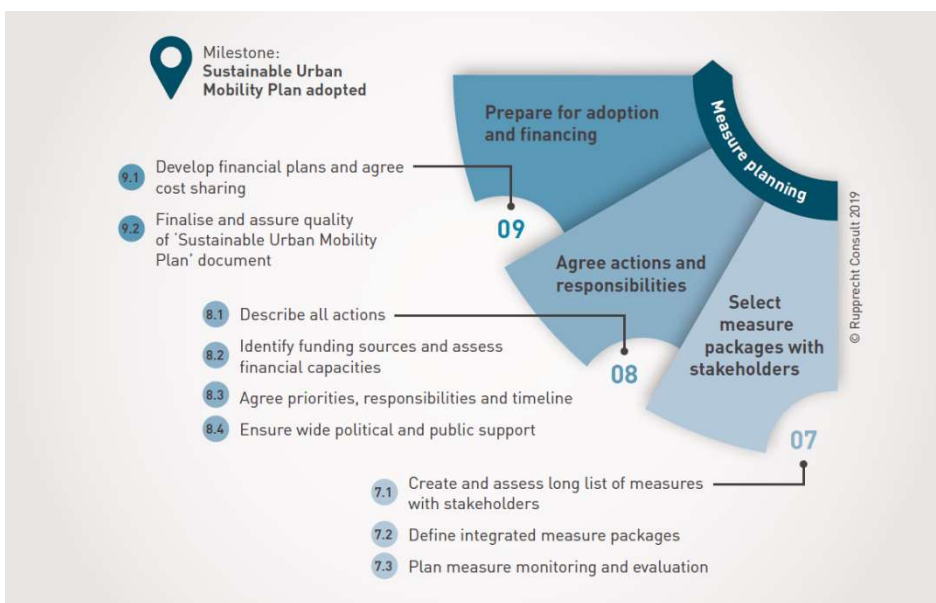 Milestone:
Sustainable Urban
Mobility Plan adopted
Prepare for adoption
and financing
Measure planning
9.1 Develop financial plans and agree
cost sharing
9.2 Finalise and assure quality
of ‘Sustainable Urban Mobility
Plan’ document
09
Agree actions and
responsibilities
8.1 Describe all actions
8.2 Identify funding sources and assess
financial capacities
8.3 Agree priorities, responsibilities and timeline
8.4 Ensure wide political and public support
08
Select
measure
packages with
stakeholders
07
7.1 Create and assess long list of measures
with stakeholders
7.2 Define integrated measure packages
7.3 Plan measure monitoring and evaluation
© Rupprecht Consult 2019